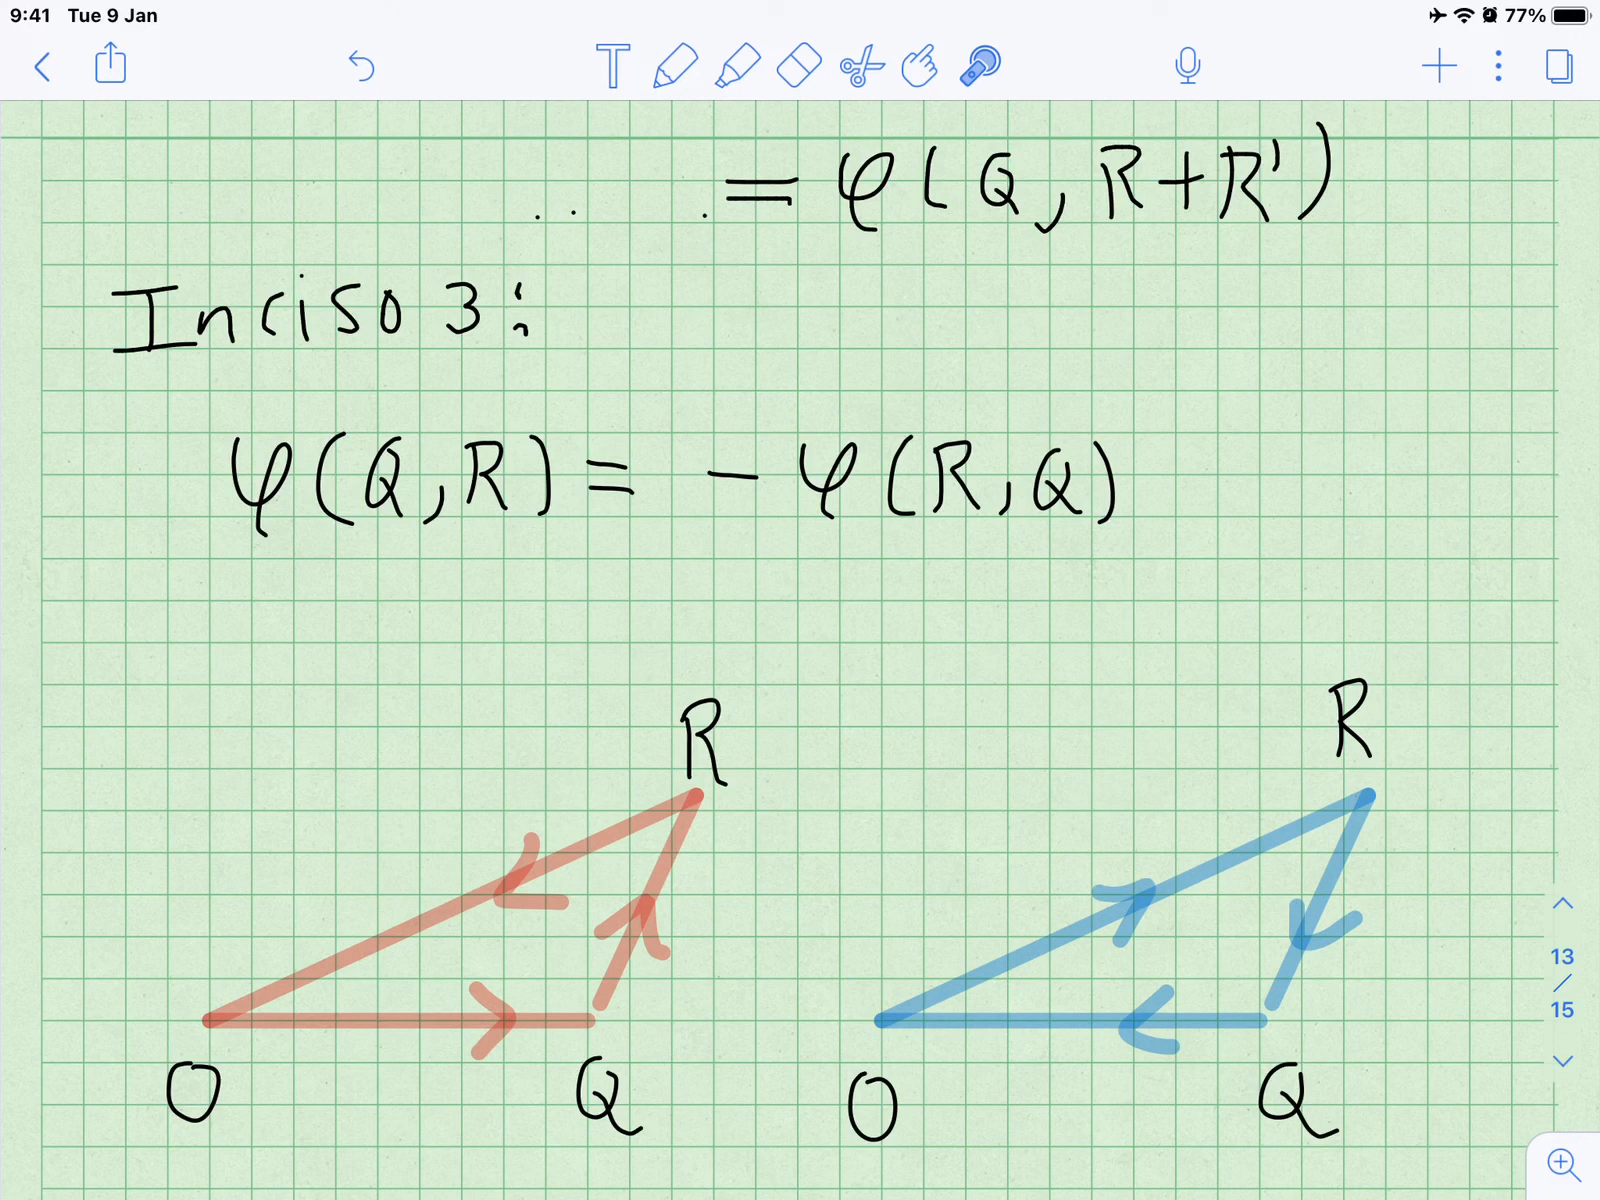 9:41 Tue 9 Jan 77%
= φ(Q, R+R')
Inciso 3:
φ(Q,R) = - φ(R,Q)
R R
13
/
15
O Q O Q